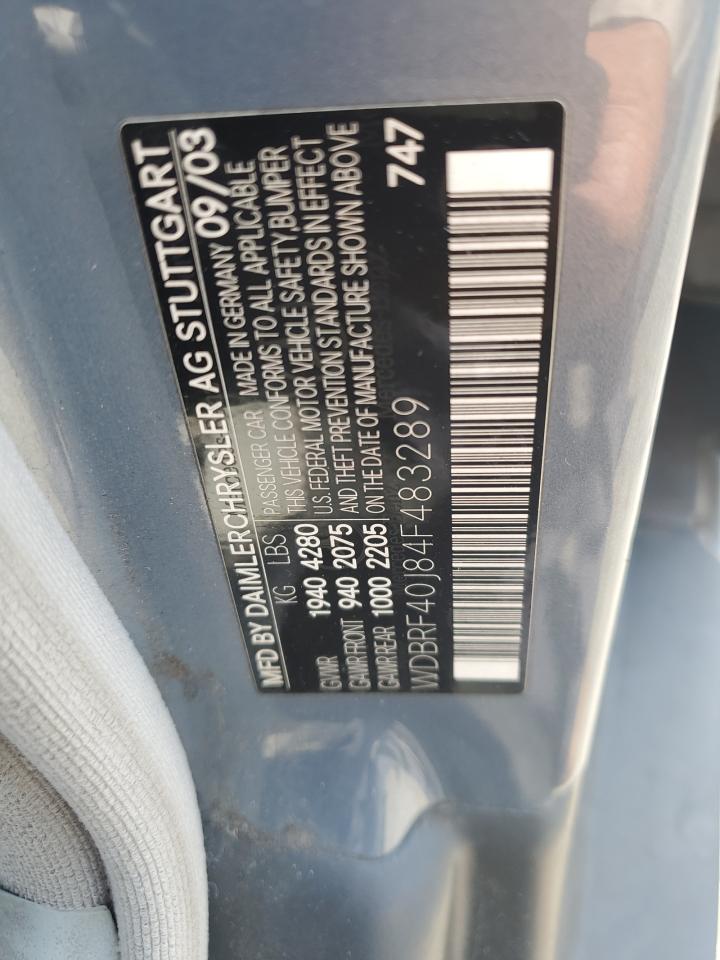 MFD BY DAIMLERCHRYSLER AG STUTTGART
KG LBS PASSENGER CAR MADE IN GERMANY 09/03
GVWR 1940 4280 THIS VEHICLE CONFORMS TO ALL APPLICABLE
U.S. FEDERAL MOTOR VEHICLE SAFETY,BUMPER
GAWR FRONT 940 2075 AND THEFT PREVENTION STANDARDS IN EFFECT
GAWR REAR 1000 2205 ON THE DATE OF MANUFACTURE SHOWN ABOVE
WDBRF40J84F483289 747